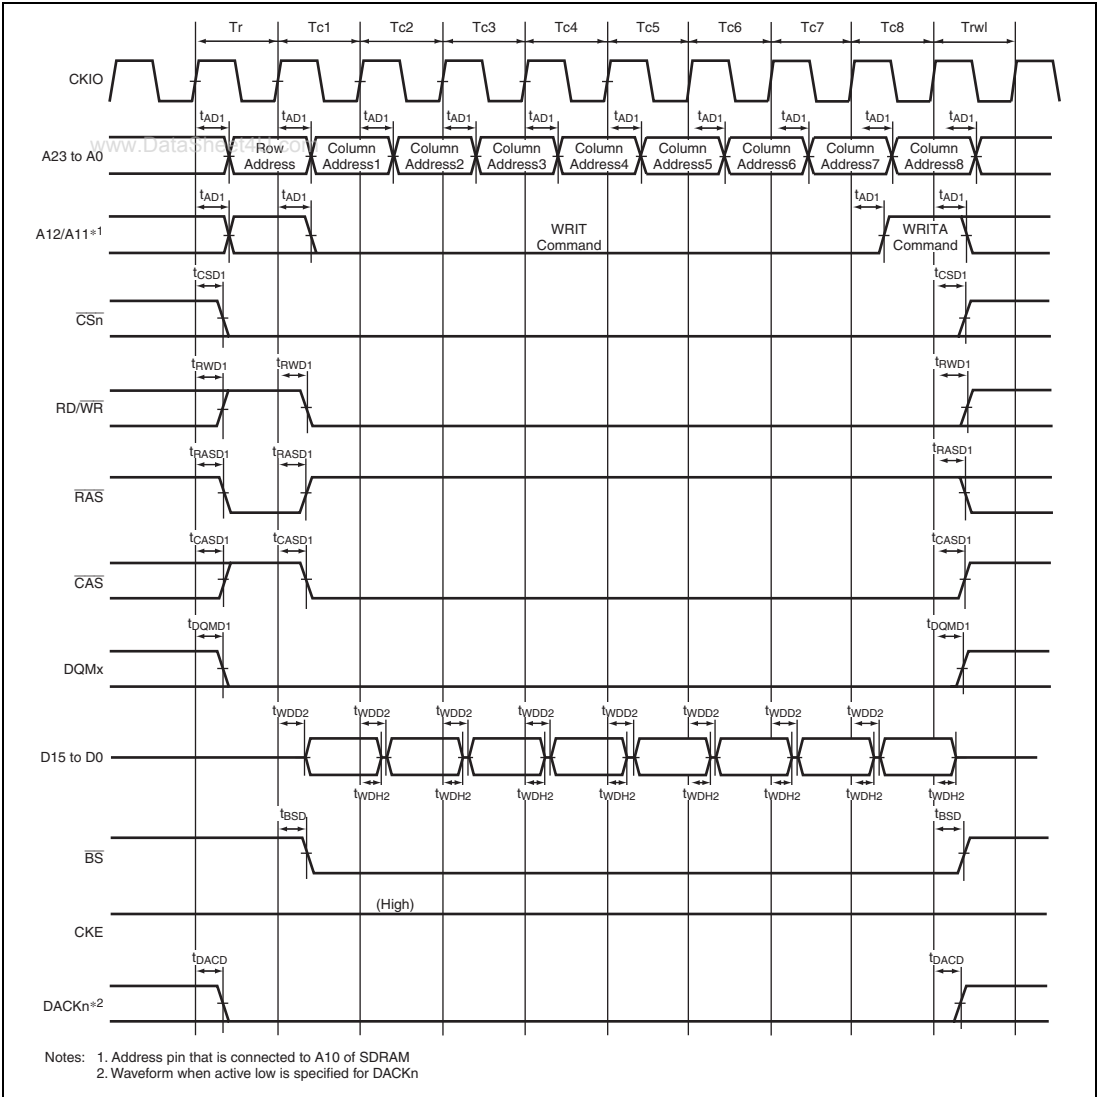 Tr Tc1 Tc2 Tc3 Tc4 Tc5 Tc6 Tc7 Tc8 Trwl
CKIO
tAD1 tAD1 tAD1 tAD1 tAD1 tAD1 tAD1 tAD1 tAD1 tAD1
www.DataSheet4U.com
A23 to A0
Row Address
Column Address1
Column Address2
Column Address3
Column Address4
Column Address5
Column Address6
Column Address7
Column Address8
tAD1 tAD1 tAD1 tAD1
A12/A11*1
WRIT Command
WRITA Command
tCSD1 tCSD1
CSn
tRWD1 tRWD1 tRWD1
RD/WR
tRASD1 tRASD1 tRASD1
RAS
tCASD1 tCASD1 tCASD1
CAS
tDQMD1 tDQMD1
DQMx
tWDD2 tWDD2 tWDD2 tWDD2 tWDD2 tWDD2 tWDD2 tWDD2
D15 to D0
tWDH2 tWDH2 tWDH2 tWDH2 tWDH2 tWDH2 tWDH2 tWDH2
tBSD tBSD
BS
(High)
CKE
tDACD tDACD
DACKn*2
Notes: 1. Address pin that is connected to A10 of SDRAM
2. Waveform when active low is specified for DACKn